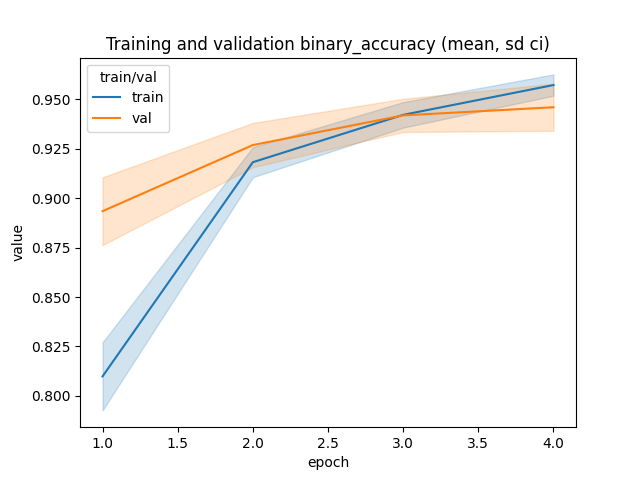 Training and validation binary_accuracy (mean, sd ci)
train/val
train
val
value
0.950
0.925
0.900
0.875
0.850
0.825
0.800
1.0 1.5 2.0 2.5 3.0 3.5 4.0
epoch